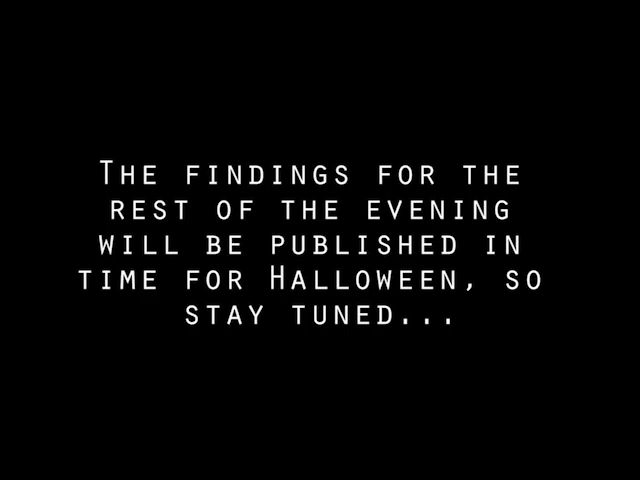 The findings for the
rest of the evening
will be published in
time for Halloween, so
stay tuned...